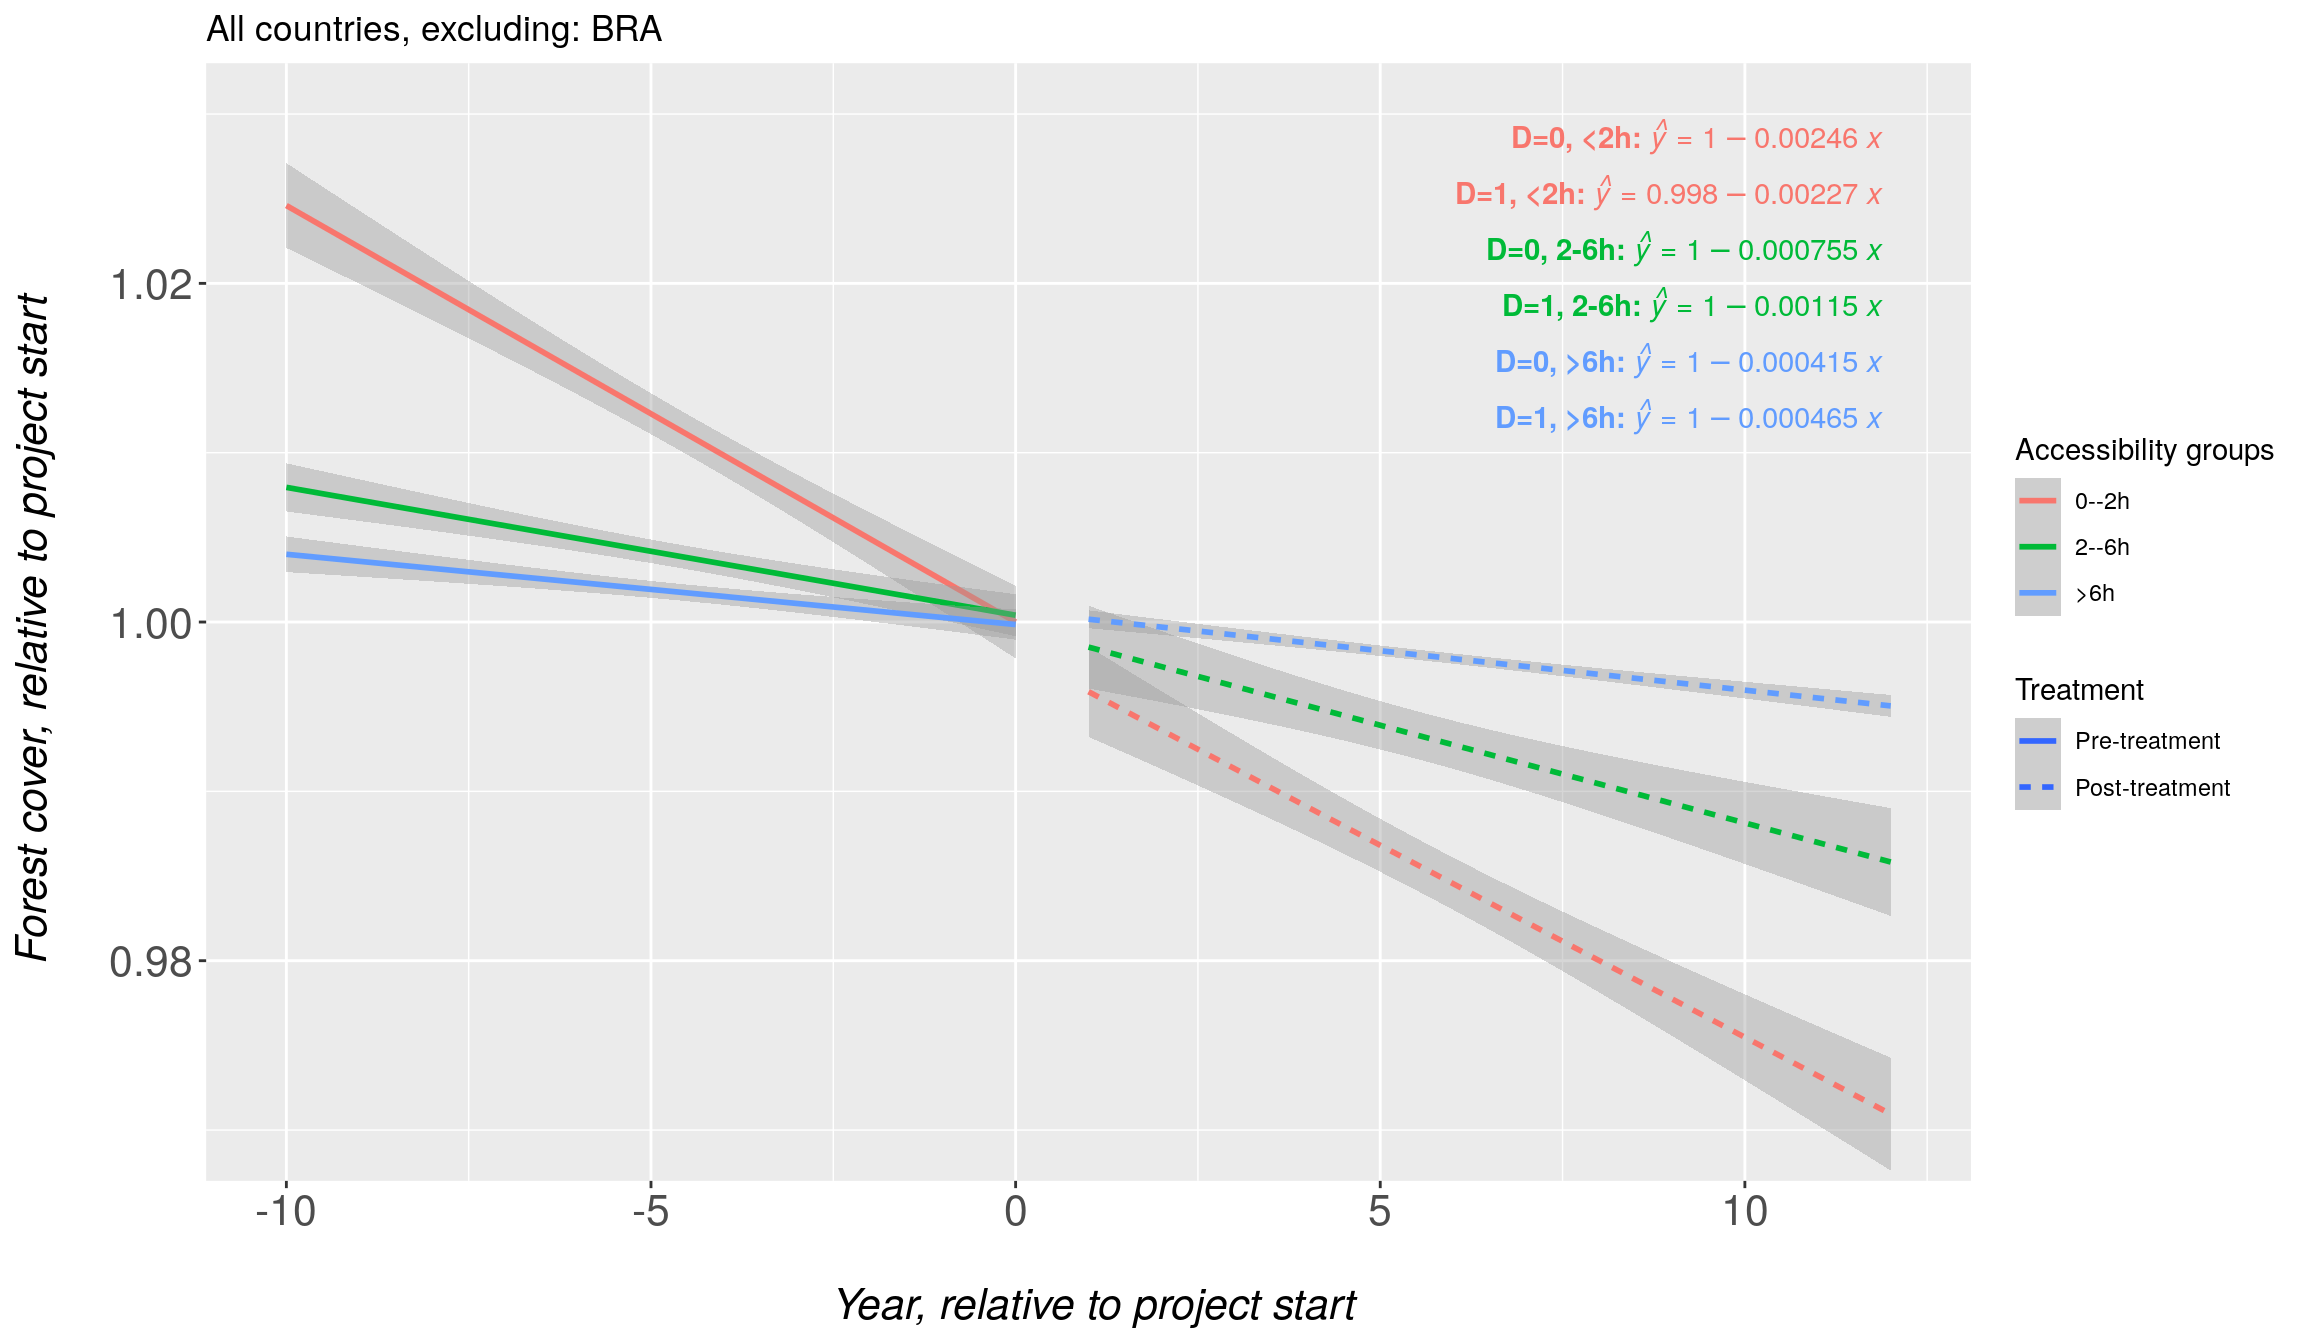 All countries, excluding: BRA
D=0, <2h: ŷ = 1 − 0.00246 x
D=1, <2h: ŷ = 0.998 − 0.00227 x
D=0, 2-6h: ŷ = 1 − 0.000755 x
D=1, 2-6h: ŷ = 1 − 0.00115 x
D=0, >6h: ŷ = 1 − 0.000415 x
D=1, >6h: ŷ = 1 − 0.000465 x
Forest cover, relative to project start
1.02
1.00
0.98
-10
-5
0
5
10
Year, relative to project start
Accessibility groups
0--2h
2--6h
>6h
Treatment
Pre-treatment
Post-treatment